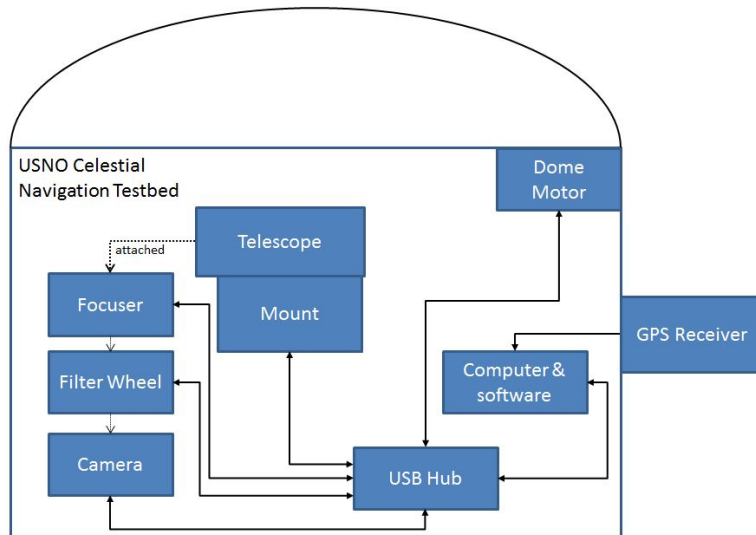 USNO Celestial
Navigation Testbed
Dome
Motor
Telescope
attached
Focuser
Mount
GPS Receiver
Filter Wheel
Computer &
software
Camera
USB Hub